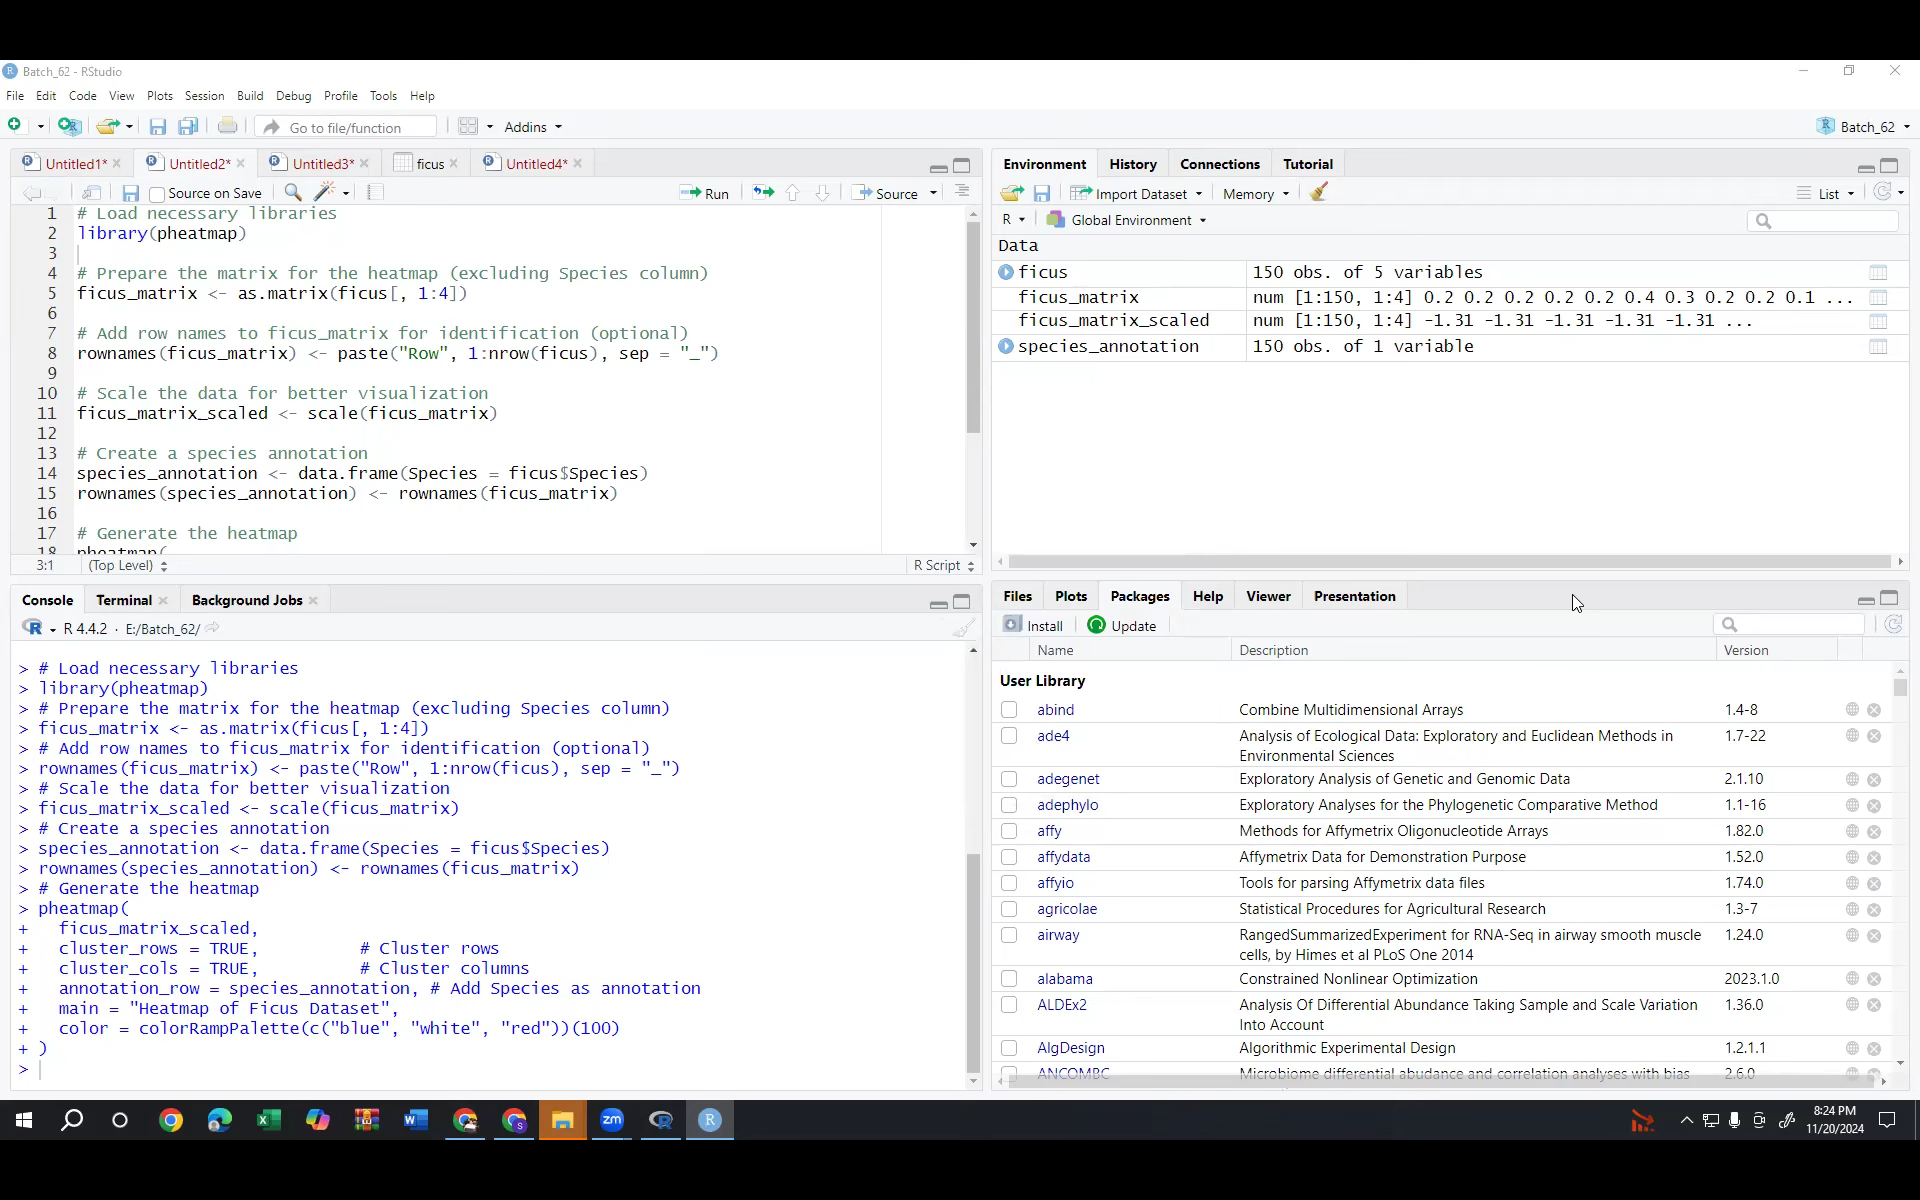 Batch_62 - RStudio
File Edit Code View Plots Session Build Debug Profile Tools Help
Go to file/function Addins Batch_62
Untitled1* Untitled2* Untitled3* ficus Untitled4*
Source on Save Run Source
1 # Load necessary libraries
2 library(pheatmap)
3
4 # Prepare the matrix for the heatmap (excluding Species column)
5 ficus_matrix <- as.matrix(ficus[, 1:4])
6
7 # Add row names to ficus_matrix for identification (optional)
8 rownames(ficus_matrix) <- paste("Row", 1:nrow(ficus), sep = "_")
9
10 # Scale the data for better visualization
11 ficus_matrix_scaled <- scale(ficus_matrix)
12
13 # Create a species annotation
14 species_annotation <- data.frame(Species = ficus$Species)
15 rownames(species_annotation) <- rownames(ficus_matrix)
16
17 # Generate the heatmap
18 pheatmap(
3:1 (Top Level) R Script
Console Terminal Background Jobs
R 4.4.2 · E:/Batch_62/
> # Load necessary libraries
> library(pheatmap)
> # Prepare the matrix for the heatmap (excluding Species column)
> ficus_matrix <- as.matrix(ficus[, 1:4])
> # Add row names to ficus_matrix for identification (optional)
> rownames(ficus_matrix) <- paste("Row", 1:nrow(ficus), sep = "_")
> # Scale the data for better visualization
> ficus_matrix_scaled <- scale(ficus_matrix)
> # Create a species annotation
> species_annotation <- data.frame(Species = ficus$Species)
> rownames(species_annotation) <- rownames(ficus_matrix)
> # Generate the heatmap
> pheatmap(
+ ficus_matrix_scaled,
+ cluster_rows = TRUE, # Cluster rows
+ cluster_cols = TRUE, # Cluster columns
+ annotation_row = species_annotation, # Add Species as annotation
+ main = "Heatmap of Ficus Dataset",
+ color = colorRampPalette(c("blue", "white", "red"))(100)
+ )
>
Environment History Connections Tutorial
Import Dataset Memory List
R Global Environment
Data
ficus 150 obs. of 5 variables
ficus_matrix num [1:150, 1:4] 0.2 0.2 0.2 0.2 0.2 0.4 0.3 0.2 0.2 0.1 ...
ficus_matrix_scaled num [1:150, 1:4] -1.31 -1.31 -1.31 -1.31 -1.31 ...
species_annotation 150 obs. of 1 variable
Files Plots Packages Help Viewer Presentation
Install Update
Name Description Version
User Library
abind Combine Multidimensional Arrays 1.4-8
ade4 Analysis of Ecological Data: Exploratory and Euclidean Methods in Environmental Sciences 1.7-22
adegenet Exploratory Analysis of Genetic and Genomic Data 2.1.10
adephylo Exploratory Analyses for the Phylogenetic Comparative Method 1.1-16
affy Methods for Affymetrix Oligonucleotide Arrays 1.82.0
affydata Affymetrix Data for Demonstration Purpose 1.52.0
affyio Tools for parsing Affymetrix data files 1.74.0
agricolae Statistical Procedures for Agricultural Research 1.3-7
airway RangedSummarizedExperiment for RNA-Seq in airway smooth muscle cells, by Himes et al PLoS One 2014 1.24.0
alabama Constrained Nonlinear Optimization 2023.1.0
ALDEx2 Analysis Of Differential Abundance Taking Sample and Scale Variation Into Account 1.36.0
AlgDesign Algorithmic Experimental Design 1.2.1.1
ANCOMBC Microbiome differential abudance and correlation analyses with bias 2.6.0
zm
8:24 PM
11/20/2024